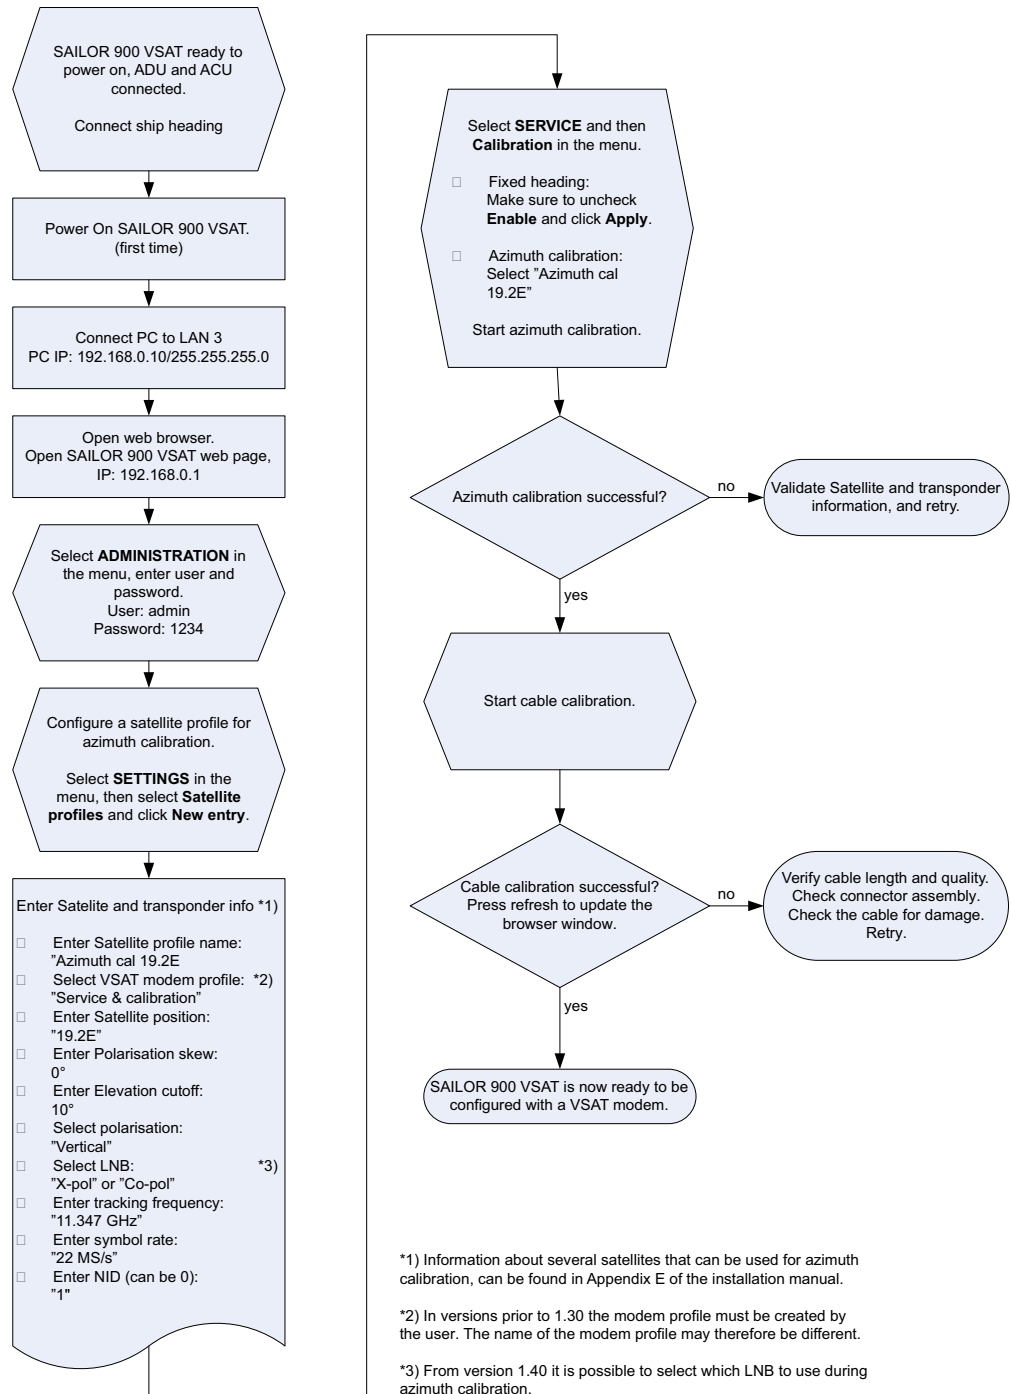 SAILOR 900 VSAT ready to
power on, ADU and ACU
connected.
Connect ship heading
Power On SAILOR 900 VSAT.
(first time)
Connect PC to LAN 3
PC IP: 192.168.0.10/255.255.255.0
Open web browser.
Open SAILOR 900 VSAT web page,
IP: 192.168.0.1
Select ADMINISTRATION in
the menu, enter user and
password.
User: admin
Password: 1234
Configure a satellite profile for
azimuth calibration.
Select SETTINGS in the
menu, then select Satellite
profiles and click New entry.
Enter Satelite and transponder info *1)
Enter Satellite profile name:
"Azimuth cal 19.2E
Select VSAT modem profile: *2)
"Service & calibration"
Enter Satellite position:
"19.2E"
Enter Polarisation skew:
0°
Enter Elevation cutoff:
10°
Select polarisation:
"Vertical"
Select LNB: *3)
"X-pol" or "Co-pol"
Enter tracking frequency:
"11.347 GHz"
Enter symbol rate:
"22 MS/s"
Enter NID (can be 0):
"1"
Select SERVICE and then
Calibration in the menu.
Fixed heading:
Make sure to uncheck
Enable and click Apply.
Azimuth calibration:
Select "Azimuth cal
19.2E"
Start azimuth calibration.
Azimuth calibration successful?
no
Validate Satellite and transponder
information, and retry.
yes
Start cable calibration.
Cable calibration successful?
Press refresh to update the
browser window.
no
Verify cable length and quality.
Check connector assembly.
Check the cable for damage.
Retry.
yes
SAILOR 900 VSAT is now ready to be
configured with a VSAT modem.
*1) Information about several satellites that can be used for azimuth
calibration, can be found in Appendix E of the installation manual.
*2) In versions prior to 1.30 the modem profile must be created by
the user. The name of the modem profile may therefore be different.
*3) From version 1.40 it is possible to select which LNB to use during
azimuth calibration.